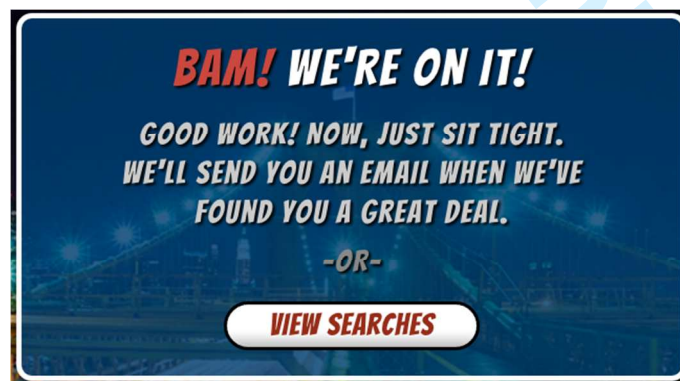 BAM! WE'RE ON IT!
GOOD WORK! NOW, JUST SIT TIGHT.
WE'LL SEND YOU AN EMAIL WHEN WE'VE
FOUND YOU A GREAT DEAL.
-OR-
VIEW SEARCHES